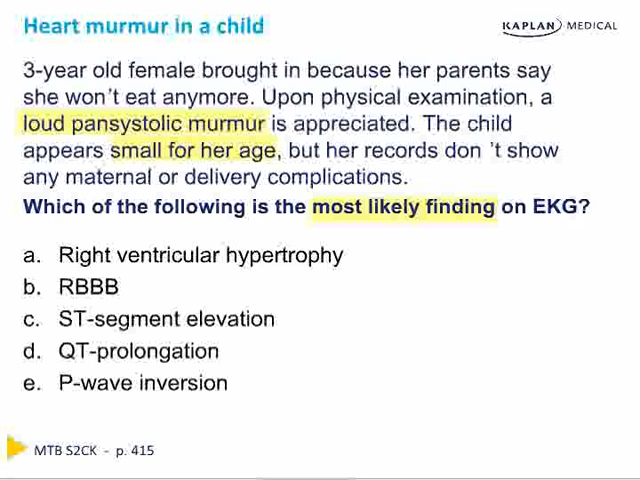 Heart murmur in a child
KAPLAN MEDICAL
3-year old female brought in because her parents say
she won't eat anymore. Upon physical examination, a
loud pansystolic murmur is appreciated. The child
appears small for her age, but her records don 't show
any maternal or delivery complications.
Which of the following is the most likely finding on EKG?
a. Right ventricular hypertrophy
b. RBBB
c. ST-segment elevation
d. QT-prolongation
e. P-wave inversion
MTB S2CK - p. 415